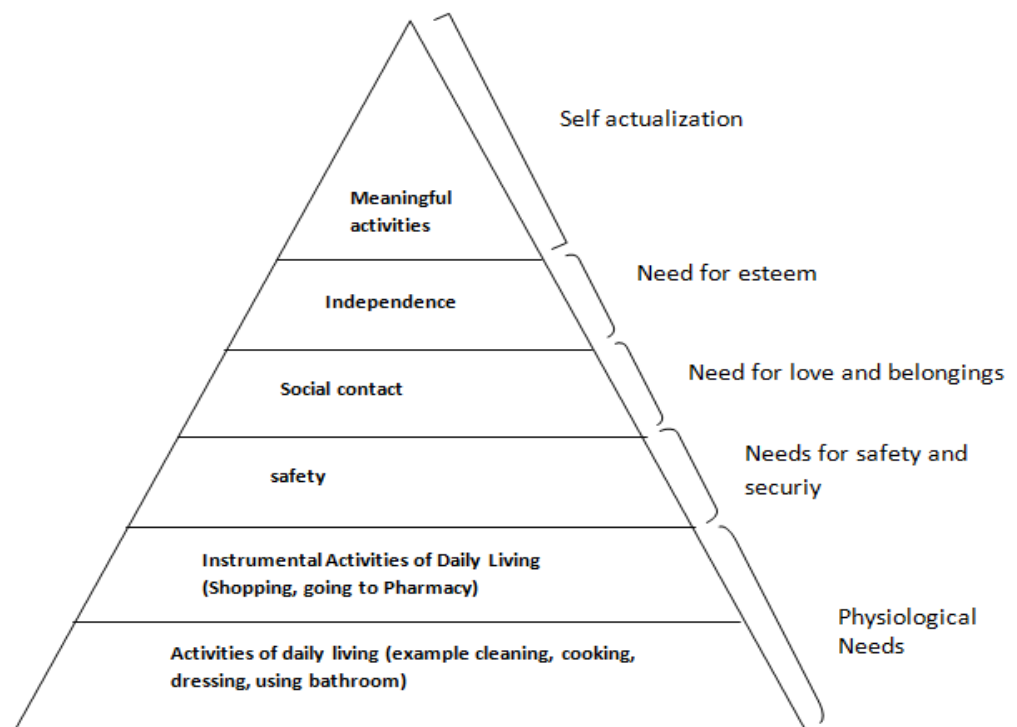 Self actualization
Meaningful
activities
Need for esteem
Independence
Need for love and belongings
Social contact
Needs for safety and
securiy
safety
Instrumental Activities of Daily Living
(Shopping, going to Pharmacy)
Physiological
Needs
Activities of daily living (example cleaning, cooking,
dressing, using bathroom)